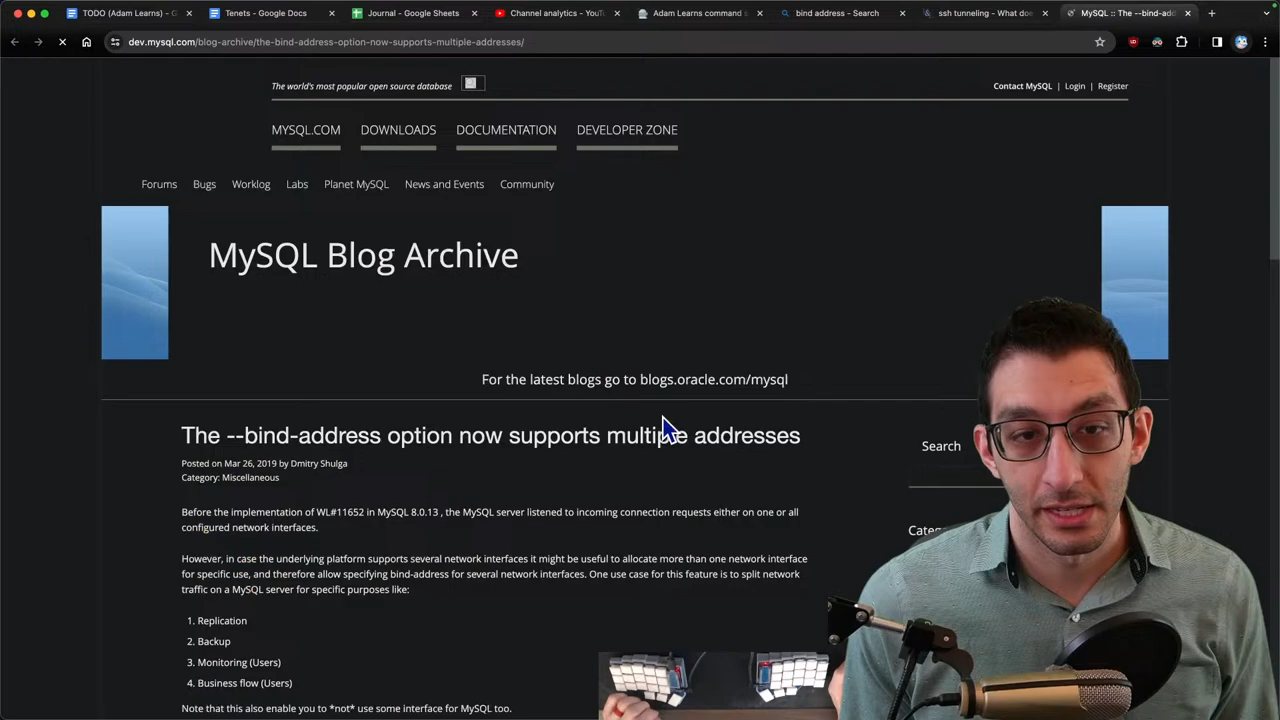 TODO (Adam Learns) - G
Tenets - Google Docs
Journal - Google Sheets
Channel analytics - YouT
Adam Learns command s
bind address - Search
ssh tunneling - What doe
MySQL :: The --bind-add
dev.mysql.com/blog-archive/the-bind-address-option-now-supports-multiple-addresses/
The world's most popular open source database
Contact MySQL | Login | Register
MYSQL.COM DOWNLOADS DOCUMENTATION DEVELOPER ZONE
Forums Bugs Worklog Labs Planet MySQL News and Events Community
MySQL Blog Archive
For the latest blogs go to blogs.oracle.com/mysql
The --bind-address option now supports multiple addresses
Search
Posted on Mar 26, 2019 by Dmitry Shulga
Category: Miscellaneous
Before the implementation of WL#11652 in MySQL 8.0.13 , the MySQL server listened to incoming connection requests either on one or all
configured network interfaces.
Categ
However, in case the underlying platform supports several network interfaces it might be useful to allocate more than one network interface
for specific use, and therefore allow specifying bind-address for several network interfaces. One use case for this feature is to split network
traffic on a MySQL server for specific purposes like:
1. Replication
2. Backup
3. Monitoring (Users)
4. Business flow (Users)
Note that this also enable you to *not* use some interface for MySQL too.